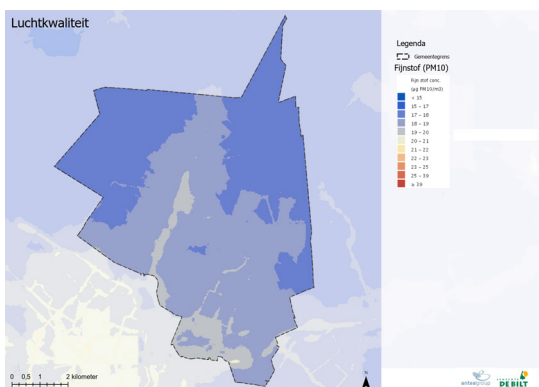 Luchtkwaliteit
Legenda
Gemeentegrens
Fijnstof (PM10)
Fijn stof conc.
(µg PM10/m3)
< 15
15 - 17
17 - 18
18 - 19
19 - 20
20 - 21
21 - 22
22 - 23
23 - 25
25 - 39
≥ 39
0 0,5 1 2 kilometer
N
anteagroup
DE BILT